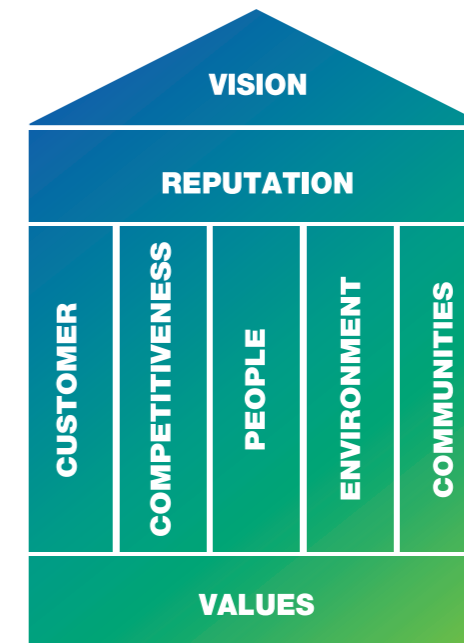 VISION
REPUTATION
CUSTOMER
COMPETITIVENESS
PEOPLE
ENVIRONMENT
COMMUNITIES
VALUES